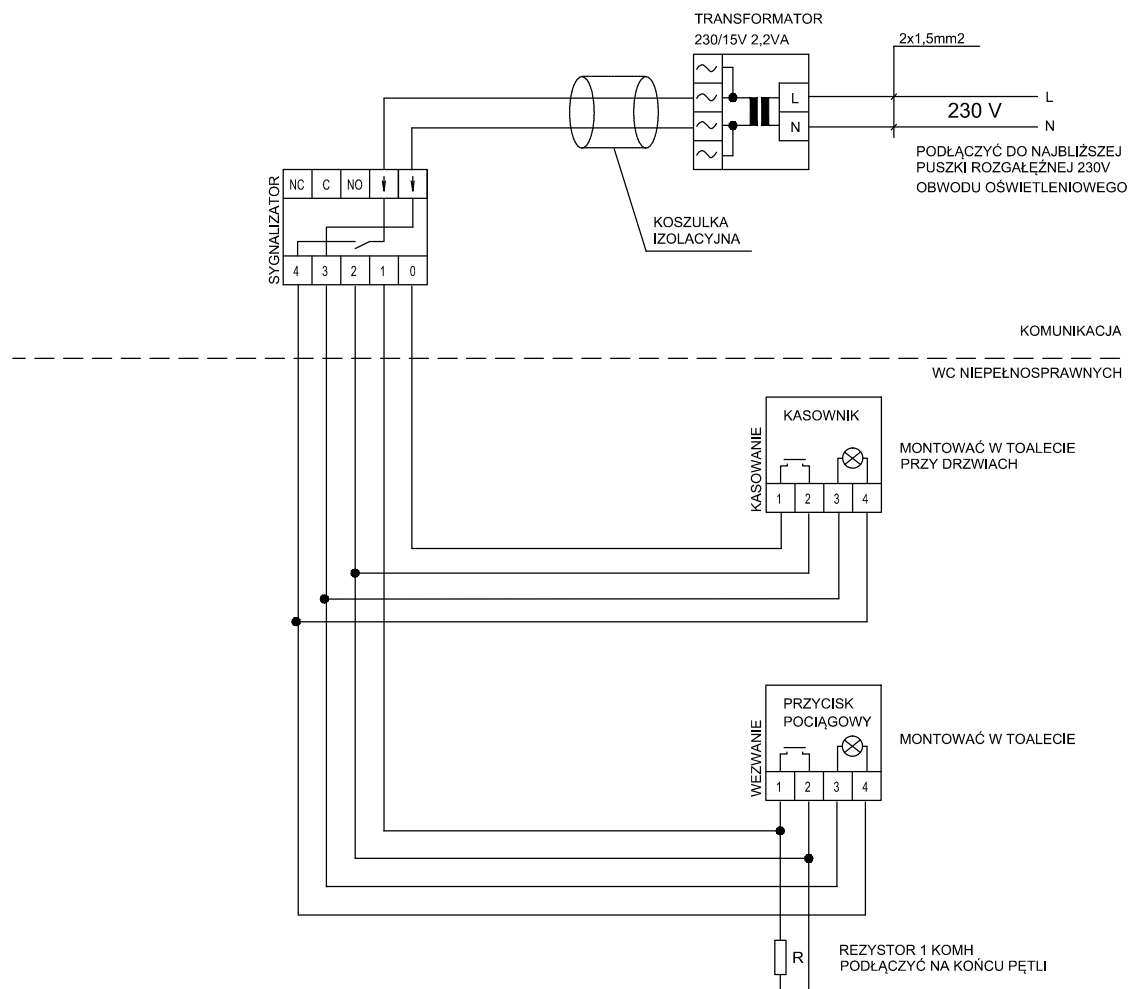 TRANSFORMATOR
230/15V 2,2VA
2x1,5mm2
L
N
230 V
L
N
PODŁĄCZYĆ DO NAJBLIŻSZEJ
PUSZKI ROZGAŁĘŹNEJ 230V
OBWODU OŚWIETLENIOWEGO
KOSZULKA
IZOLACYJNA
SYGNALIZATOR
NC C NO
4 3 2 1 0
KOMUNIKACJA
WC NIEPEŁNOSPRAWNYCH
KASOWANIE
KASOWNIK
1 2 3 4
MONTOWAĆ W TOALECIE
PRZY DRZWIACH
WEZWANIE
PRZYCISK
POCIĄGOWY
1 2 3 4
MONTOWAĆ W TOALECIE
R
REZYSTOR 1 KOMH
PODŁĄCZYĆ NA KOŃCU PĘTLI